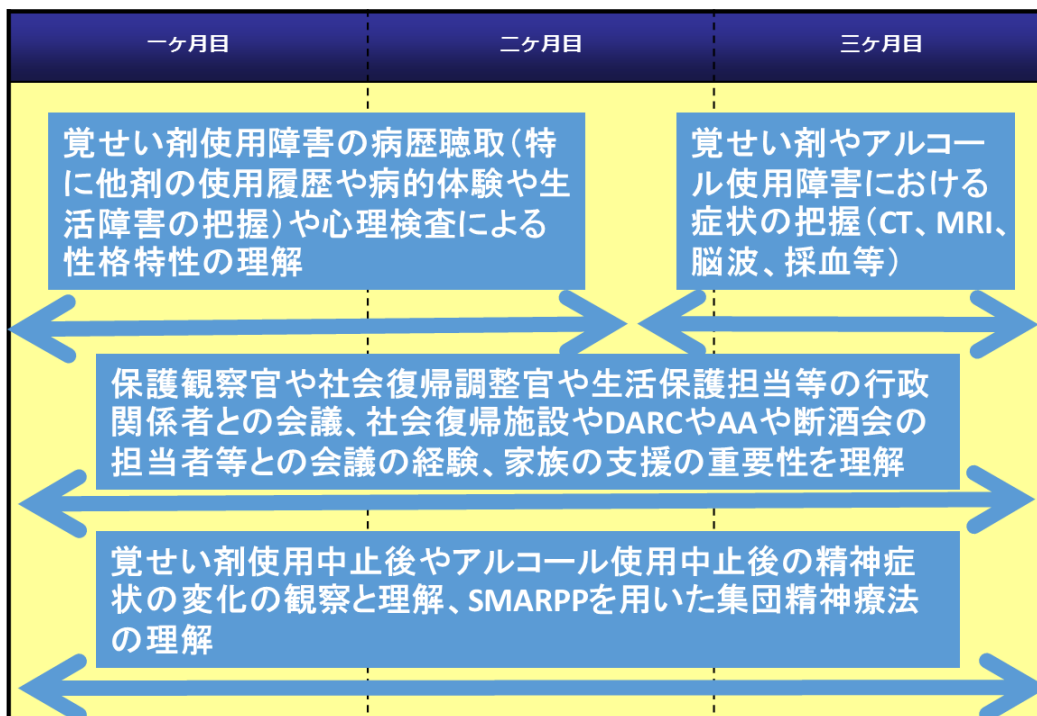 一ヶ月目
二ヶ月目
三ヶ月目
覚せい剤使用障害の病歴聴取（特
に他剤の使用履歴や病的体験や生
活障害の把握）や心理検査による
性格特性の理解
覚せい剤やアルコー
ル使用障害における
症状の把握（CT、MRI、
脳波、採血等）
保護観察官や社会復帰調整官や生活保護担当等の行政
関係者との会議、社会復帰施設やDARCやAAや断酒会の
担当者等との会議の経験、家族の支援の重要性を理解
覚せい剤使用中止後やアルコール使用中止後の精神症
状の変化の観察と理解、SMARPPを用いた集団精神療法
の理解